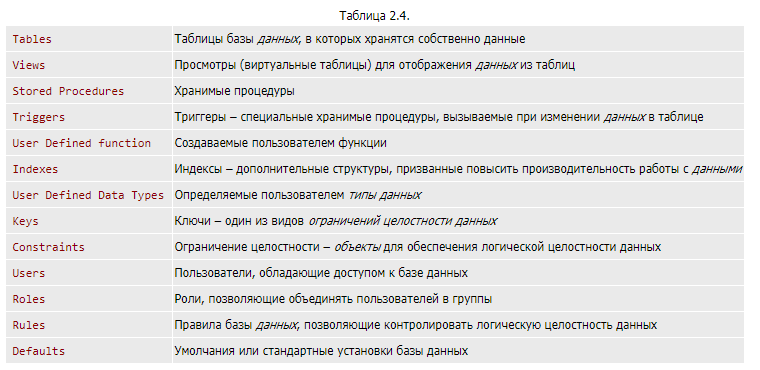 Таблица 2.4.
Tables Таблицы базы данных, в которых хранятся собственно данные
Views Просмотры (виртуальные таблицы) для отображения данных из таблиц
Stored Procedures Хранимые процедуры
Triggers Триггеры – специальные хранимые процедуры, вызываемые при изменении данных в таблице
User Defined function Создаваемые пользователем функции
Indexes Индексы – дополнительные структуры, призванные повысить производительность работы с данными
User Defined Data Types Определяемые пользователем типы данных
Keys Ключи – один из видов ограничений целостности данных
Constraints Ограничение целостности – объекты для обеспечения логической целостности данных
Users Пользователи, обладающие доступом к базе данных
Roles Роли, позволяющие объединять пользователей в группы
Rules Правила базы данных, позволяющие контролировать логическую целостность данных
Defaults Умолчания или стандартные установки базы данных